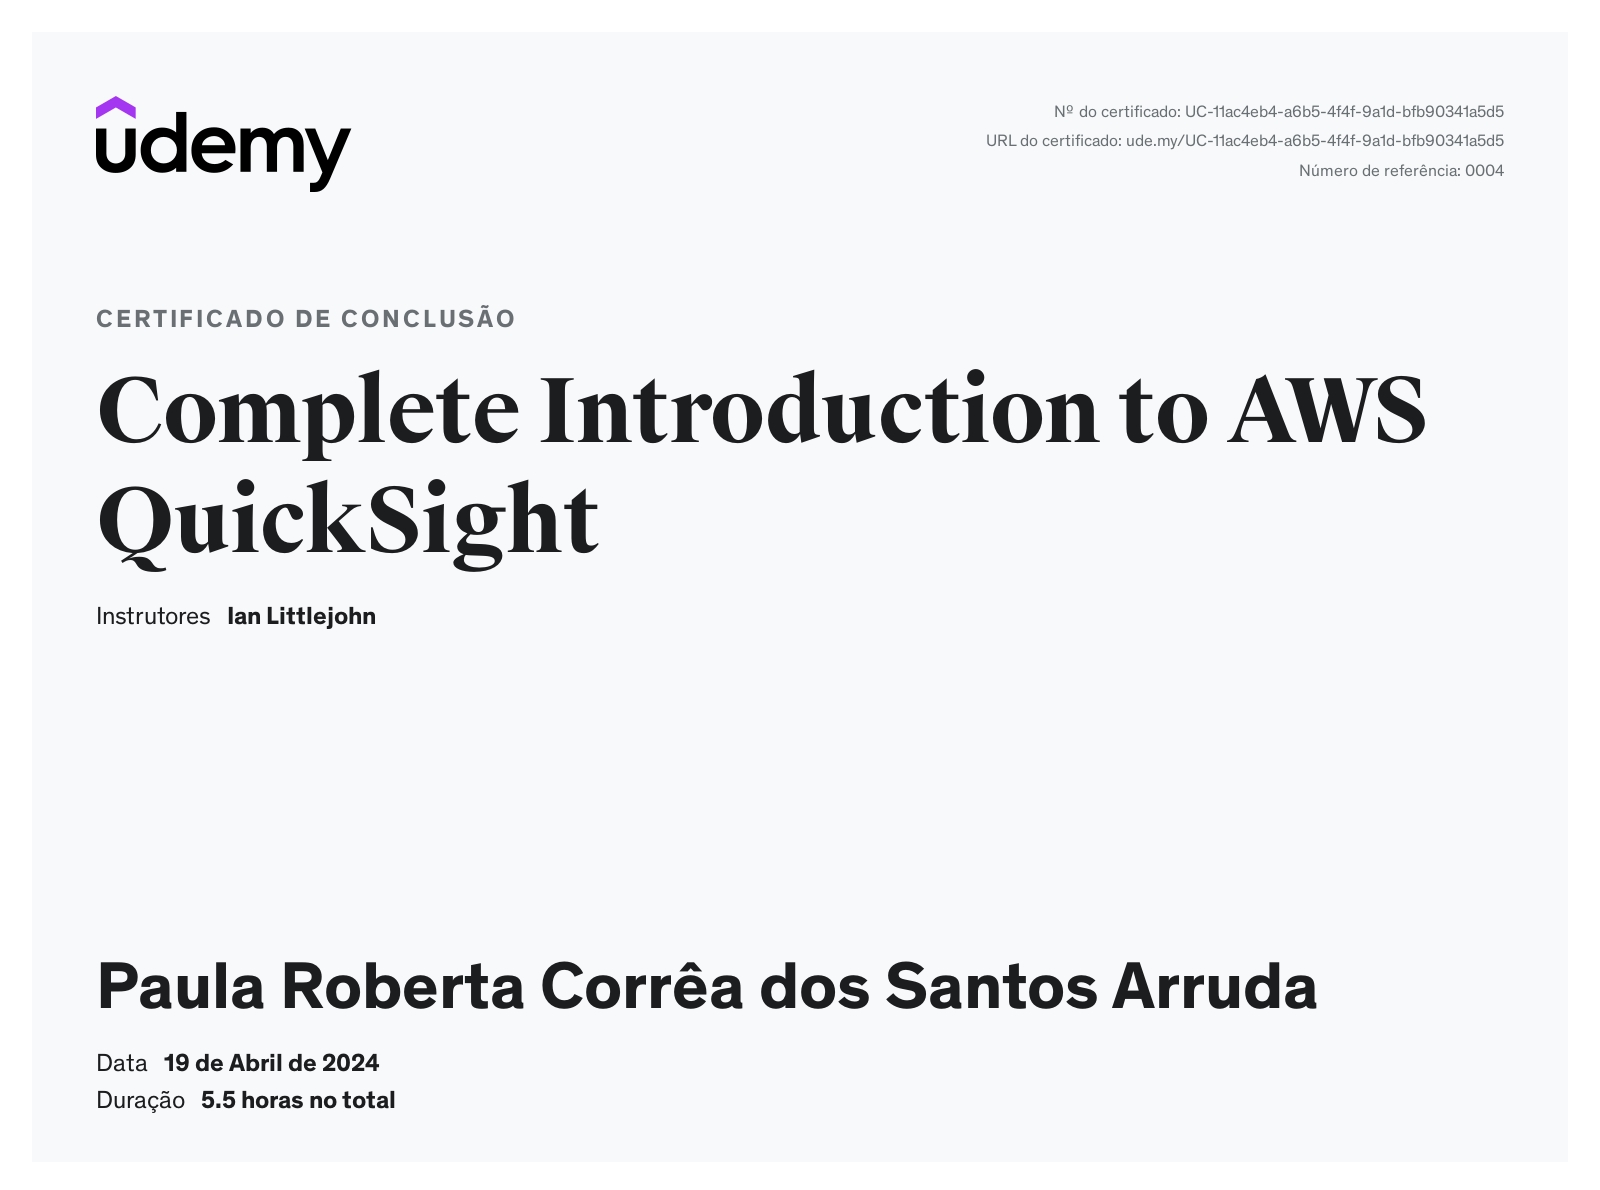 udemy
Nº do certificado: UC-11ac4eb4-a6b5-4f4f-9a1d-bfb90341a5d5
URL do certificado: ude.my/UC-11ac4eb4-a6b5-4f4f-9a1d-bfb90341a5d5
Número de referência: 0004
CERTIFICADO DE CONCLUSÃO
Complete Introduction to AWS
QuickSight
Instrutores Ian Littlejohn
Paula Roberta Corrêa dos Santos Arruda
Data 19 de Abril de 2024
Duração 5.5 horas no total